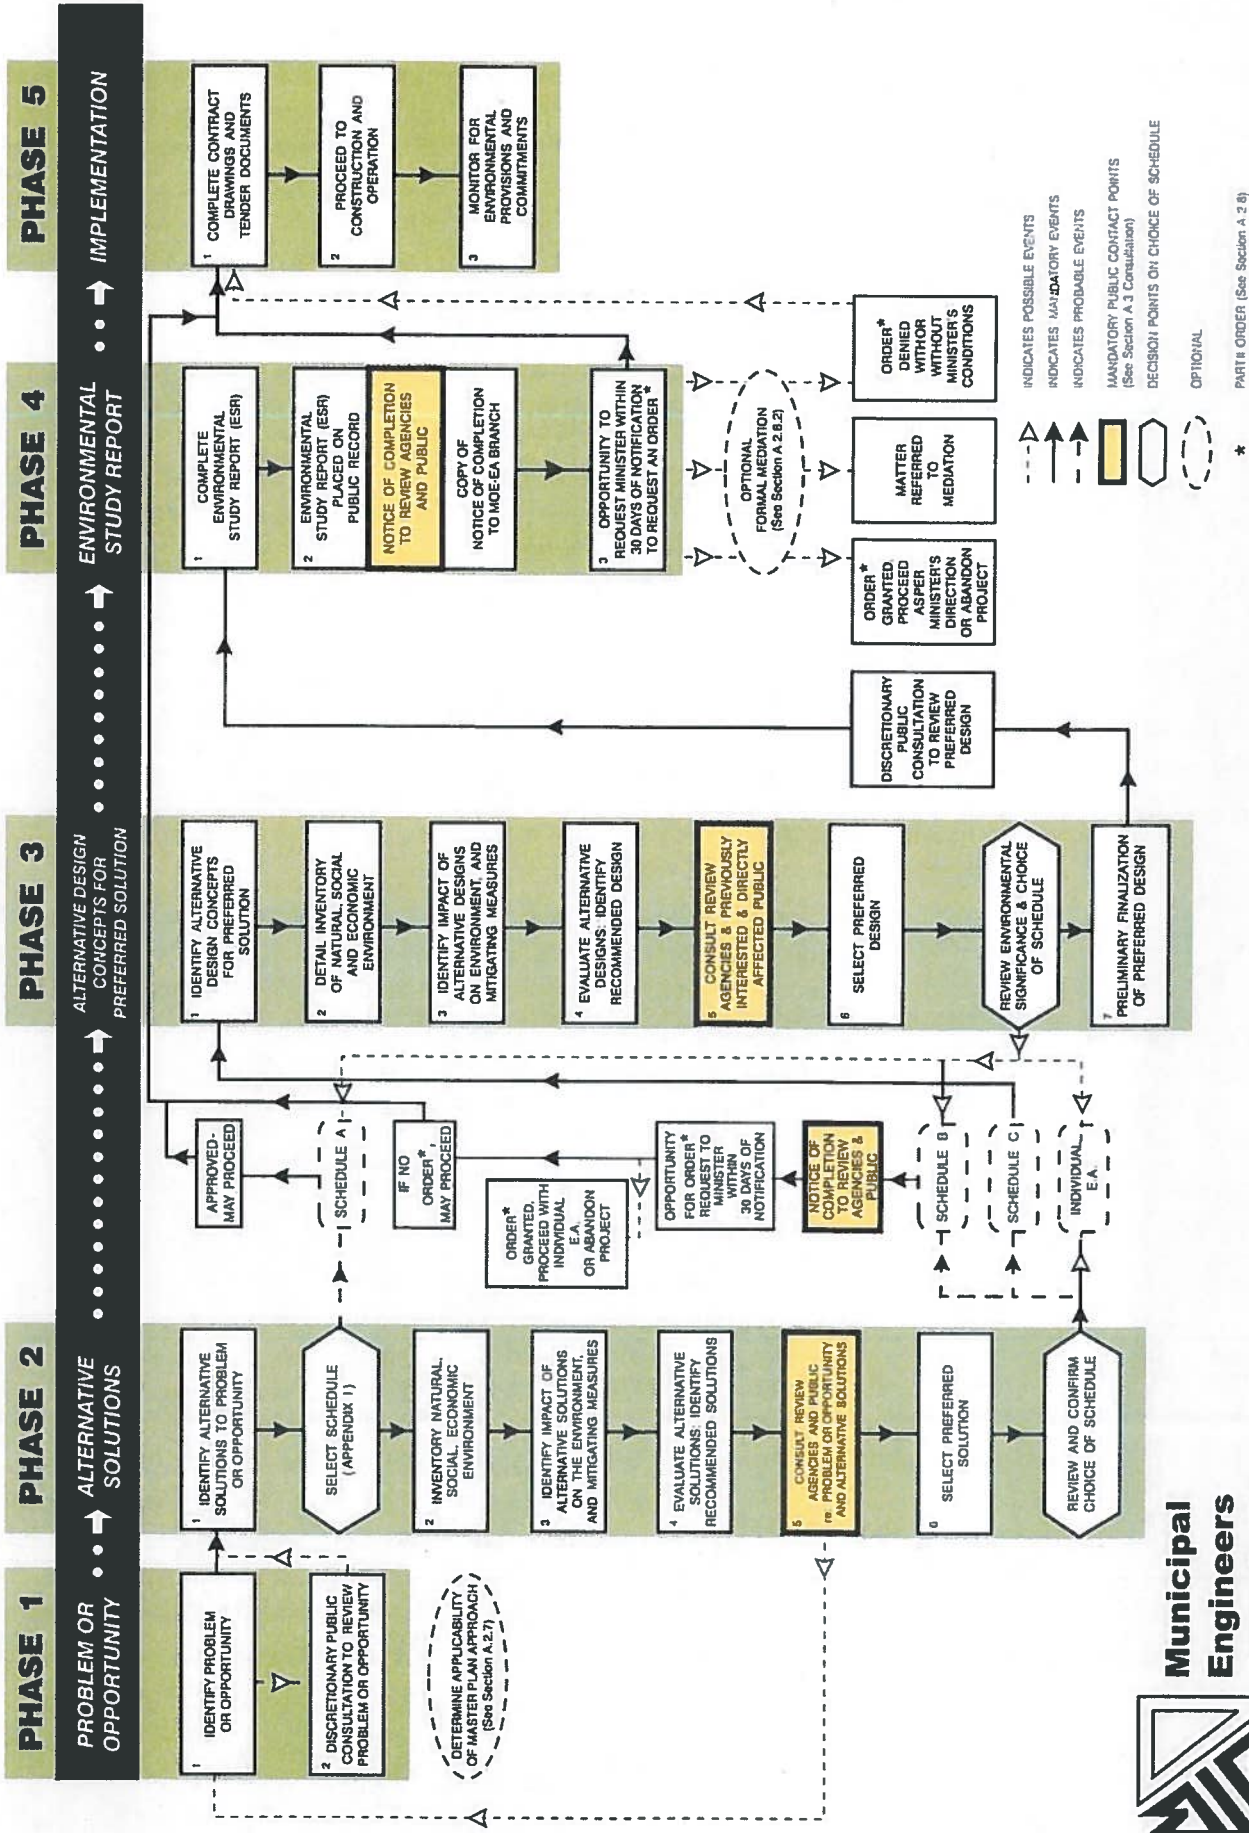 PHASE 1
PROBLEM OR
OPPORTUNITY
1
IDENTIFY PROBLEM
OR OPPORTUNITY
2 DISCRETIONARY PUBLIC
CONSULTATION TO REVIEW
PROBLEM OR OPPORTUNITY
DETERMINE APPLICABILITY
OF MASTER PLAN APPROACH
(See Section A.2.7)
PHASE 2
ALTERNATIVE
SOLUTIONS
1
IDENTIFY ALTERNATIVE
SOLUTIONS TO PROBLEM
OR OPPORTUNITY
SELECT SCHEDULE
(APPENDIX I)
2
INVENTORY NATURAL,
SOCIAL, ECONOMIC
ENVIRONMENT
3
IDENTIFY IMPACT OF
ALTERNATIVE SOLUTIONS
ON THE ENVIRONMENT,
AND MITIGATING MEASURES
4
EVALUATE ALTERNATIVE
SOLUTIONS: IDENTIFY
RECOMMENDED SOLUTIONS
5
CONSULT REVIEW
AGENCIES AND PUBLIC
re: PROBLEM OR OPPORTUNITY
AND ALTERNATIVE SOLUTIONS
6
SELECT PREFERRED
SOLUTION
REVIEW AND CONFIRM
CHOICE OF SCHEDULE
APPROVED-
MAY PROCEED
SCHEDULE A
IF NO
ORDER*,
MAY PROCEED
ORDER*
GRANTED,
PROCEED WITH
INDIVIDUAL
E.A.
OR ABANDON
PROJECT
OPPORTUNITY
FOR ORDER*
REQUEST TO
MINISTER
WITHIN
30 DAYS OF
NOTIFICATION
NOTICE OF
COMPLETION
TO REVIEW
AGENCIES &
PUBLIC
SCHEDULE B
SCHEDULE C
INDIVIDUAL
E.A.
PHASE 3
ALTERNATIVE DESIGN
CONCEPTS FOR
PREFERRED SOLUTION
1
IDENTIFY ALTERNATIVE
DESIGN CONCEPTS
FOR PREFERRED
SOLUTION
2
DETAIL INVENTORY
OF NATURAL, SOCIAL
AND ECONOMIC
ENVIRONMENT
3
IDENTIFY IMPACT OF
ALTERNATIVE DESIGNS
ON ENVIRONMENT, AND
MITIGATING MEASURES
4
EVALUATE ALTERNATIVE
DESIGNS: IDENTIFY
RECOMMENDED DESIGN
5
CONSULT REVIEW
AGENCIES & PREVIOUSLY
INTERESTED & DIRECTLY
AFFECTED PUBLIC
6
SELECT PREFERRED
DESIGN
REVIEW ENVIRONMENTAL
SIGNIFICANCE & CHOICE
OF SCHEDULE
7
PRELIMINARY FINALIZATION
OF PREFERRED DESIGN
DISCRETIONARY
PUBLIC
CONSULTATION
TO REVIEW
PREFERRED
DESIGN
PHASE 4
ENVIRONMENTAL
STUDY REPORT
1
COMPLETE
ENVIRONMENTAL
STUDY REPORT (ESR)
2
ENVIRONMENTAL
STUDY REPORT (ESR)
PLACED ON
PUBLIC RECORD
NOTICE OF COMPLETION
TO REVIEW AGENCIES
AND PUBLIC
COPY OF
NOTICE OF COMPLETION
TO MOE-EA BRANCH
3
OPPORTUNITY TO
REQUEST MINISTER WITHIN
30 DAYS OF NOTIFICATION
TO REQUEST AN ORDER*
OPTIONAL
FORMAL MEDIATION
(See Section A 2.8.2)
ORDER*
GRANTED,
PROCEED
ASPER
MINISTER'S
DIRECTION
OR ABANDON
PROJECT
MATTER
REFERRED
TO
MEDIATION
ORDER*
DENIED
WITHOR
WITHOUT
MINISTER'S
CONDITIONS
PHASE 5
IMPLEMENTATION
1
COMPLETE CONTRACT
DRAWINGS AND
TENDER DOCUMENTS
2
PROCEED TO
CONSTRUCTION AND
OPERATION
3
MONITOR FOR
ENVIRONMENTAL
PROVISIONS AND
COMMITMENTS
INDICATES POSSIBLE EVENTS
INDICATES MANDATORY EVENTS
INDICATES PROBABLE EVENTS
MANDATORY PUBLIC CONTACT POINTS
(See Section A 3 Consultation)
DECISION POINTS ON CHOICE OF SCHEDULE
OPTIONAL
* PART II ORDER (See Section A 2 8)
Municipal
Engineers